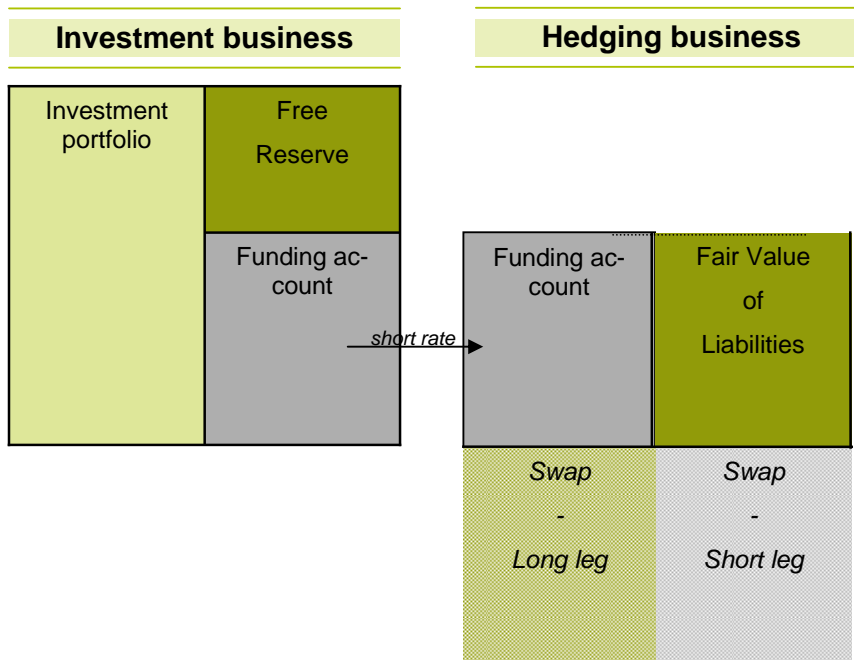 Investment business
Investment
portfolio
Free
Reserve
Funding ac-
count
short rate
Hedging business
Funding ac-
count
Fair Value
of
Liabilities
Swap
-
Long leg
Swap
-
Short leg